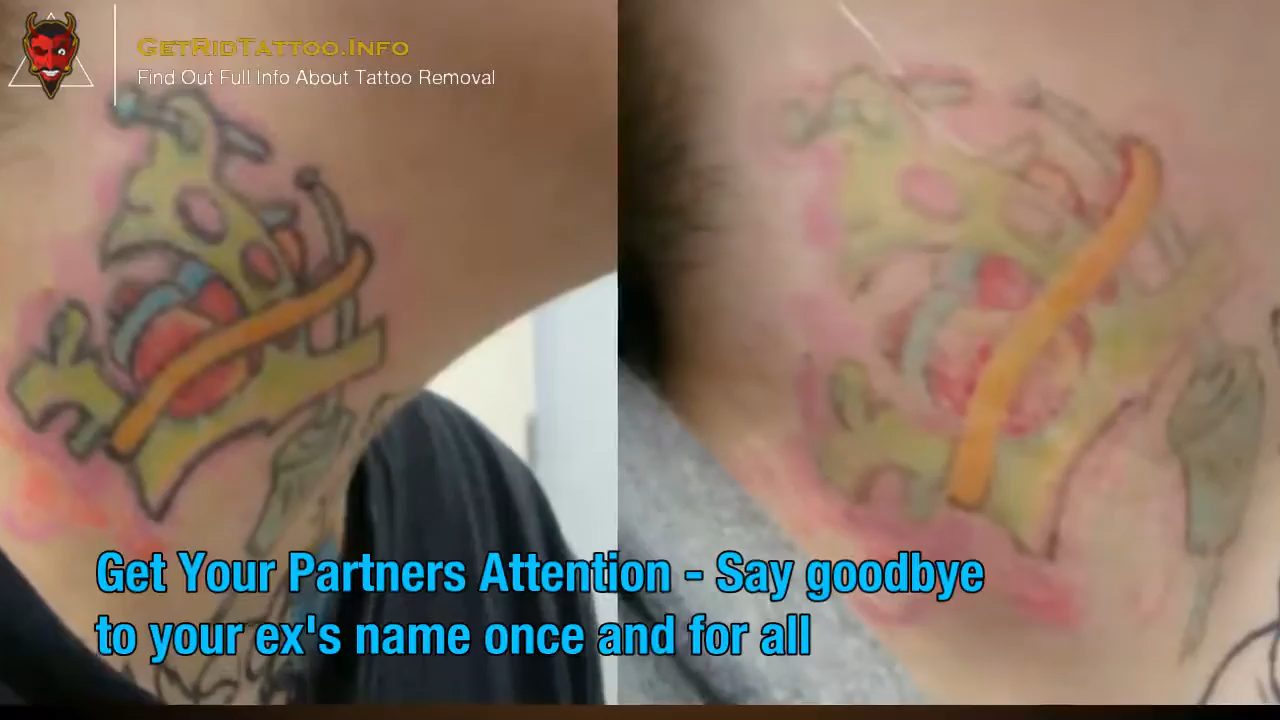 GetRidTattoo.Info
Find Out Full Info About Tattoo Removal
Get Your Partners Attention - Say goodbye
to your ex's name once and for all